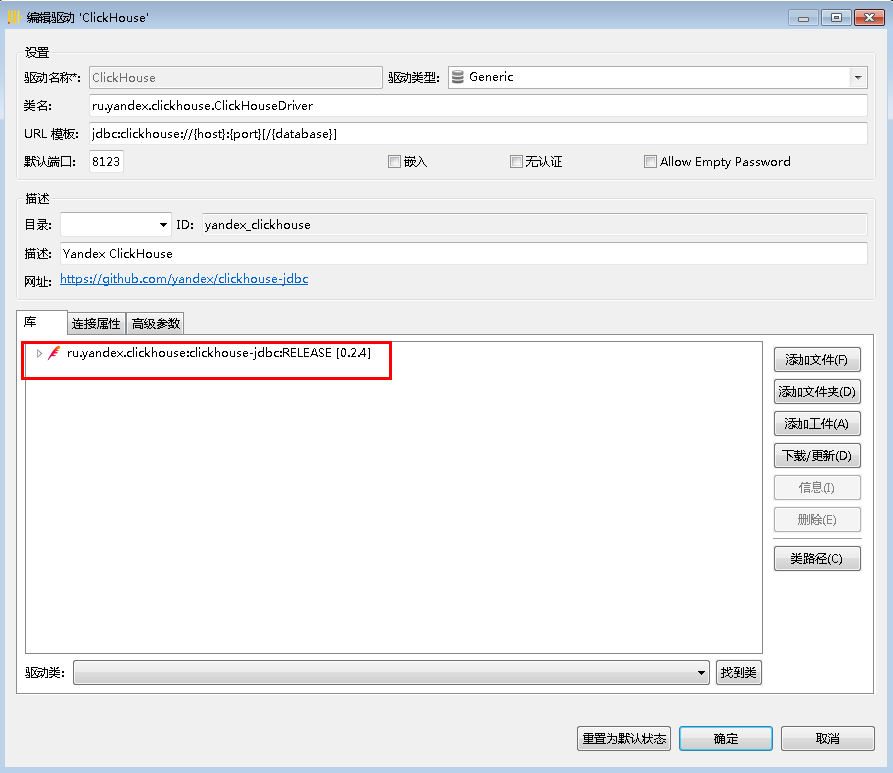 编辑驱动 'ClickHouse'
设置
驱动名称*: ClickHouse 驱动类型: Generic
类名: ru.yandex.clickhouse.ClickHouseDriver
URL 模板: jdbc:clickhouse://{host}:{port}[/{database}]
默认端口: 8123 嵌入 无认证 Allow Empty Password
描述
目录: ID: yandex_clickhouse
描述: Yandex ClickHouse
网址: https://github.com/yandex/clickhouse-jdbc
库 连接属性 高级参数
ru.yandex.clickhouse:clickhouse-jdbc:RELEASE [0.2.4]
添加文件(F)
添加文件夹(D)
添加工件(A)
下载/更新(D)
信息(I)
删除(E)
类路径(C)
驱动类: 找到类
重置为默认状态 确定 取消